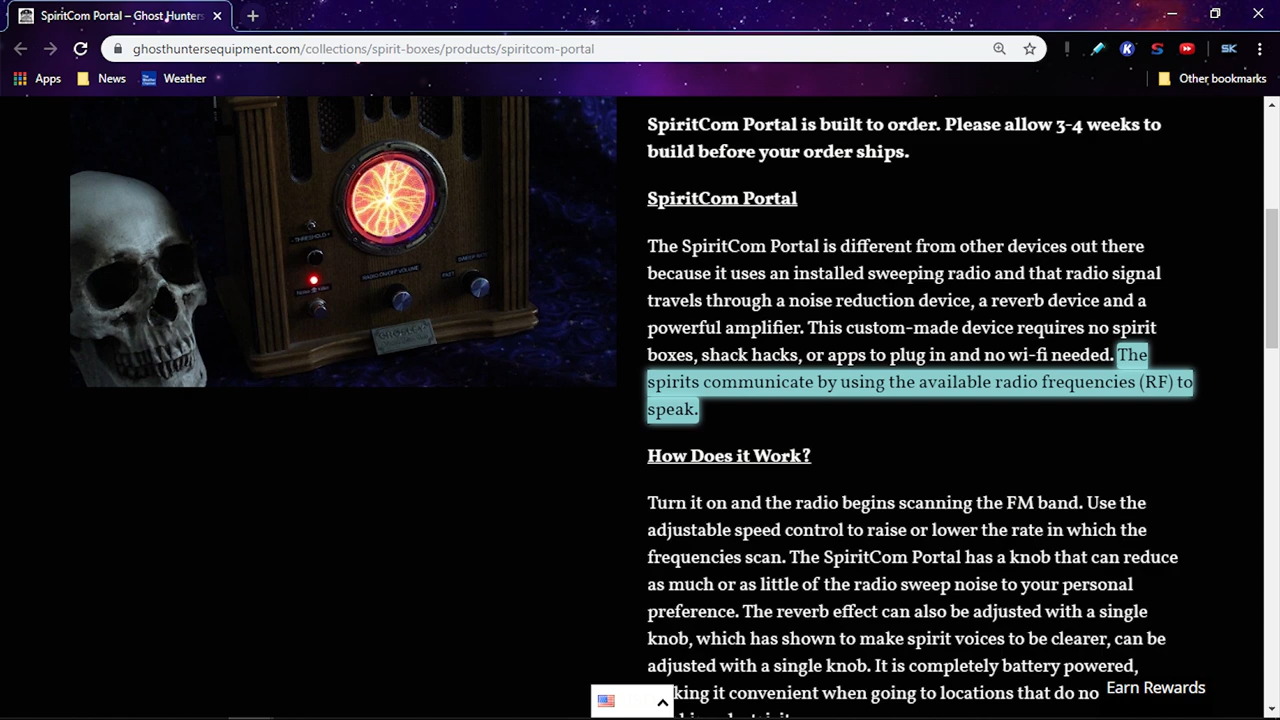 SpiritCom Portal – Ghost Hunters
ghosthuntersequipment.com/collections/spirit-boxes/products/spiritcom-portal
Apps
News
Weather
Other bookmarks
SpiritCom Portal is built to order. Please allow 3-4 weeks to
build before your order ships.
SpiritCom Portal
The SpiritCom Portal is different from other devices out there
because it uses an installed sweeping radio and that radio signal
travels through a noise reduction device, a reverb device and a
powerful amplifier. This custom-made device requires no spirit
boxes, shack hacks, or apps to plug in and no wi-fi needed. The
spirits communicate by using the available radio frequencies (RF) to
speak.
How Does it Work?
Turn it on and the radio begins scanning the FM band. Use the
adjustable speed control to raise or lower the rate in which the
frequencies scan. The SpiritCom Portal has a knob that can reduce
as much or as little of the radio sweep noise to your personal
preference. The reverb effect can also be adjusted with a single
knob, which has shown to make spirit voices to be clearer, can be
adjusted with a single knob. It is completely battery powered,
king it convenient when going to locations that do no
Earn Rewards
- THRESHOLD +
RADIO ON/OFF VOLUME
FAST
SWEEP RATE